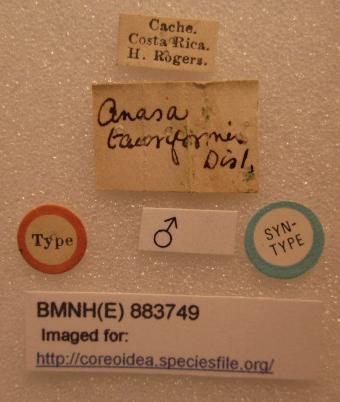 Cache.
Costa Rica.
H. Rogers.
Anasa
tauriformis
Dist.
Type
♂
SYN-
TYPE
BMNH(E) 883749
Imaged for:
http://coreoidea.speciesfile.org/